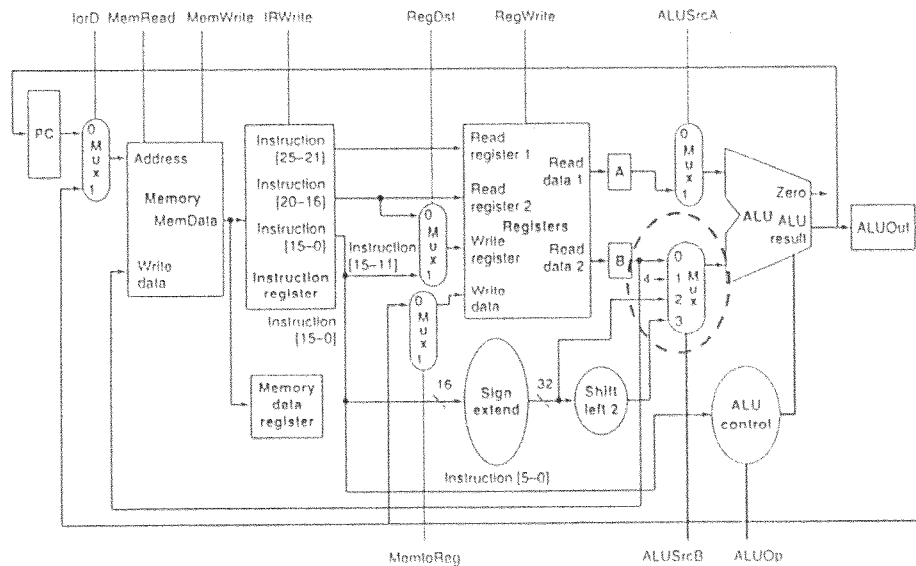 IorD MemRead MemWrite IRWrite RegDst RegWrite ALUSrcA
PC
0
M
u
x
1
Address
Memory
MemData
Write
data
Instruction
[25–21]
Instruction
[20–16]
Instruction
[15–0]
Instruction
register
Instruction
[15–0]
Memory
data
register
Instruction
[15–11]
0
M
u
x
1
0
M
u
x
1
Read
register 1
Read
register 2
Registers
Write
register
Write
data
Read
data 1
Read
data 2
A
B
4
0
M
u
x
1
0
1
2
3
M
u
x
Zero
ALU
ALU
result
ALUOut
16
Sign
extend
32
Shift
left 2
ALU
control
Instruction [5–0]
MemtoReg ALUSrcB ALUOp